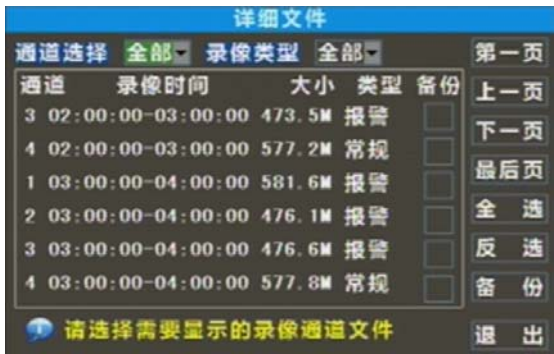 详细文件
通道选择 全部 录像类型 全部
通道 录像时间 大小 类型 备份
3 02:00:00-03:00:00 473.5M 报警
4 02:00:00-03:00:00 577.2M 常规
1 03:00:00-04:00:00 581.6M 报警
2 03:00:00-04:00:00 476.1M 报警
3 03:00:00-04:00:00 476.6M 报警
4 03:00:00-04:00:00 577.8M 常规
请选择需要显示的录像通道文件
第一页
上一页
下一页
最后页
全 选
反 选
备 份
退 出